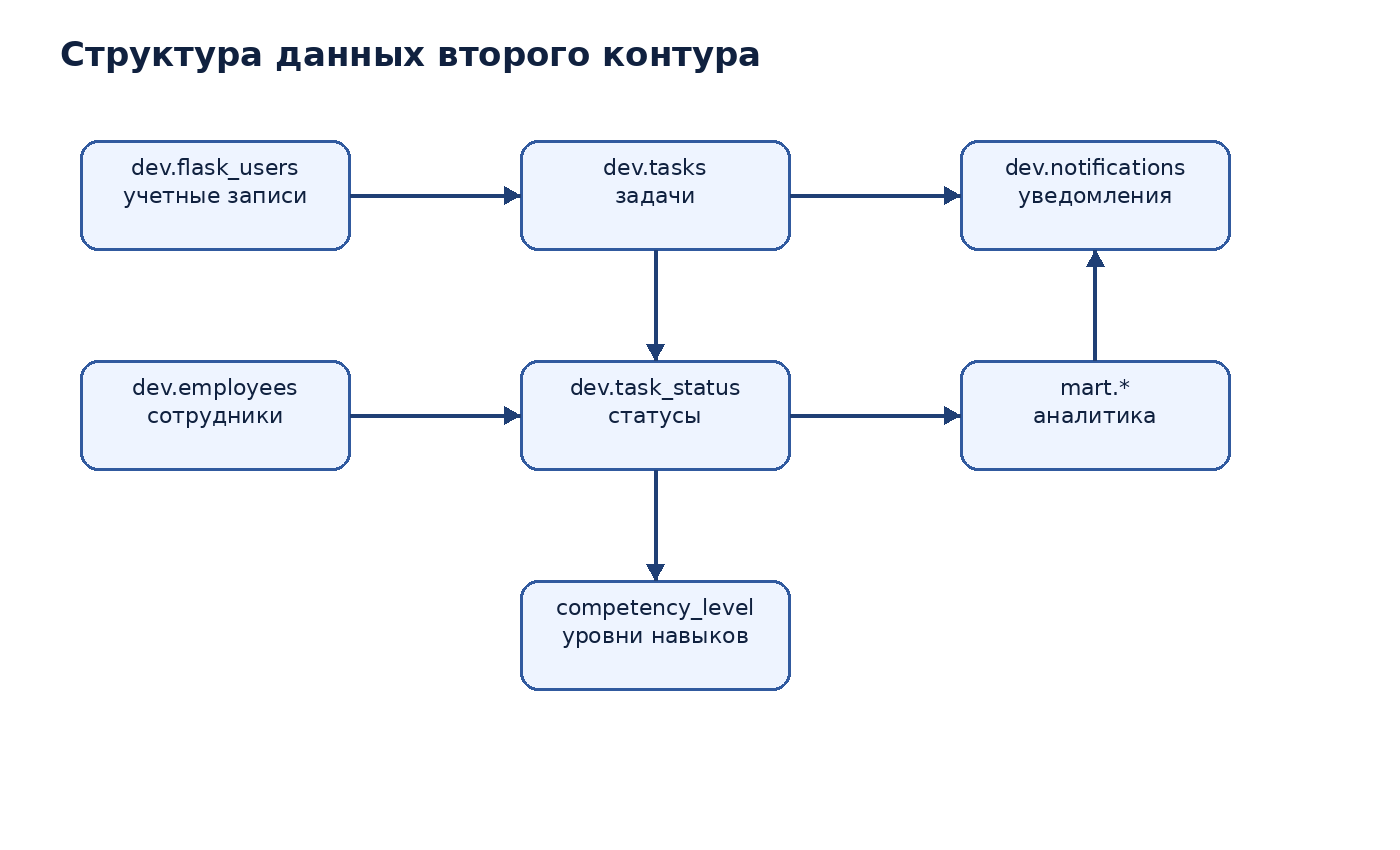 Структура данных второго контура
dev.flask_users
учетные записи
dev.tasks
задачи
dev.notifications
уведомления
dev.employees
сотрудники
dev.task_status
статусы
mart.*
аналитика
competency_level
уровни навыков